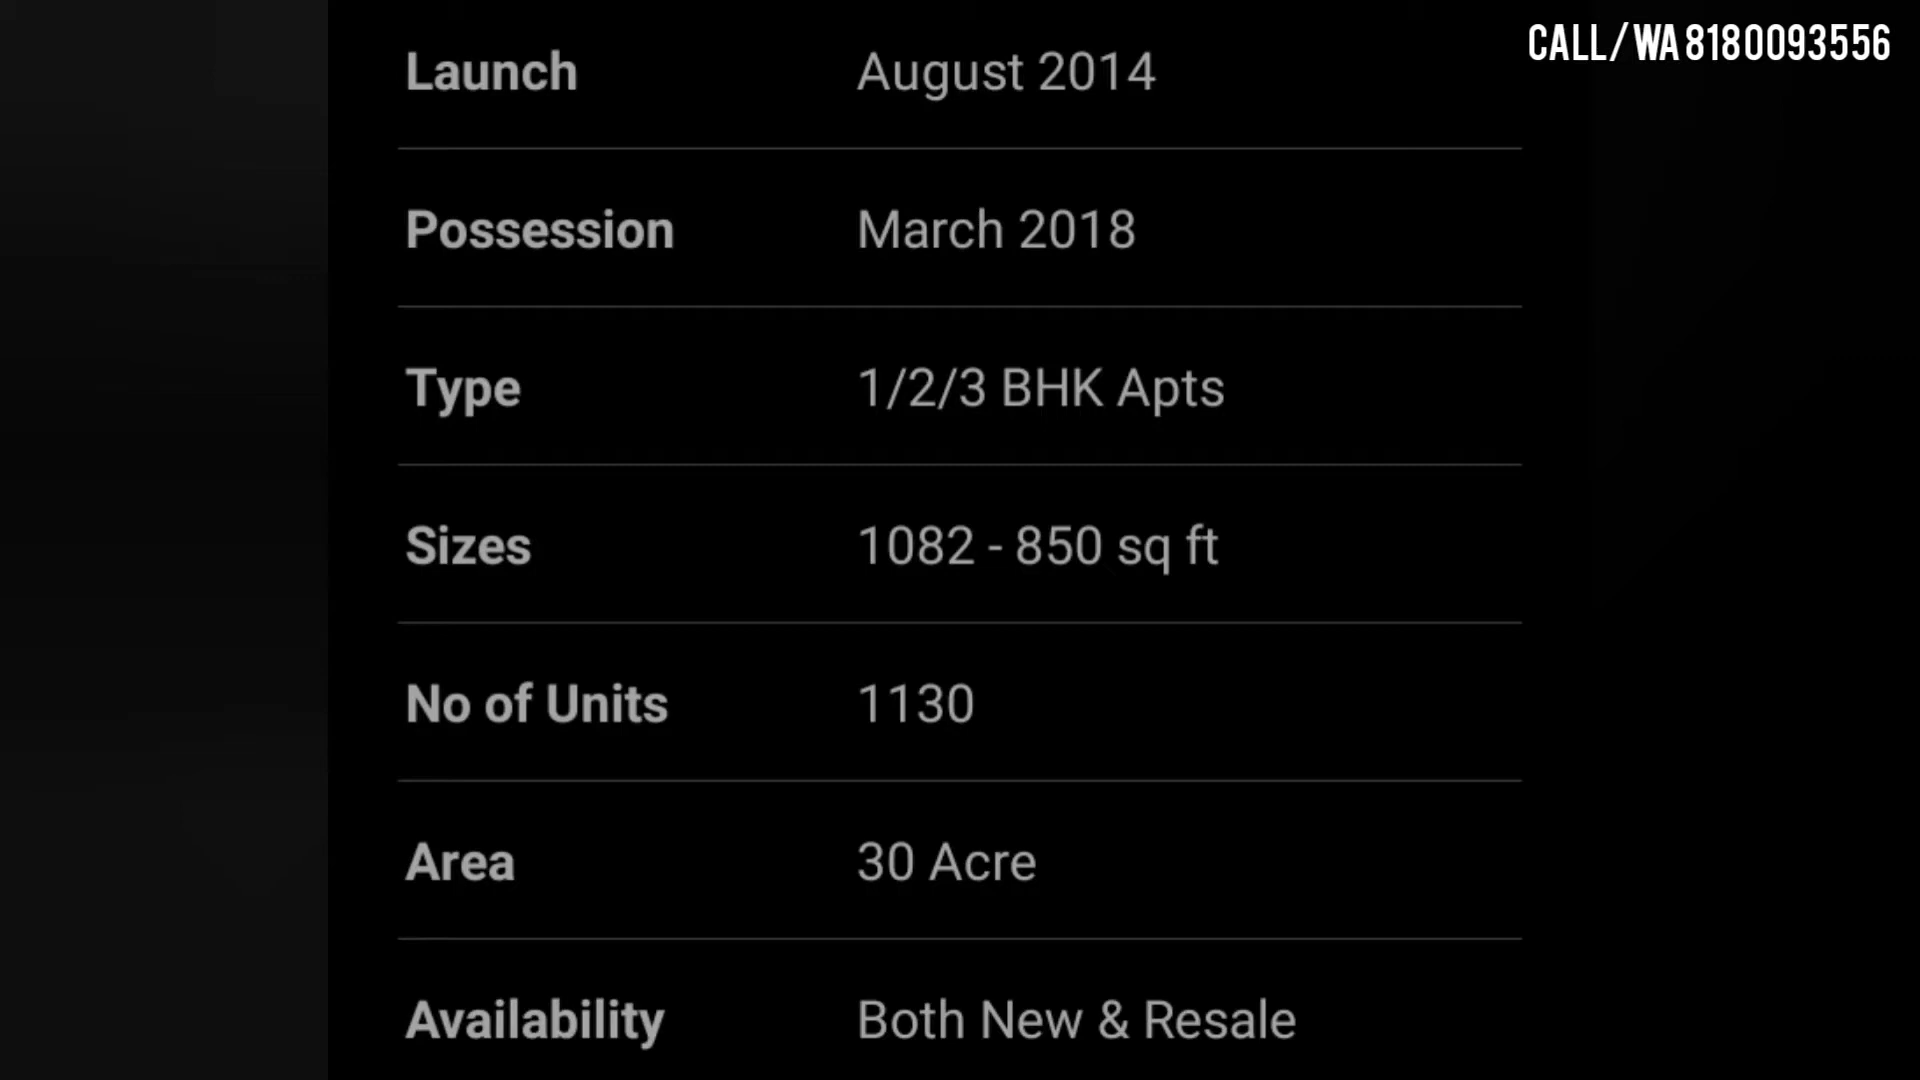 CALL/WA 8180093556
Launch August 2014
Possession March 2018
Type 1/2/3 BHK Apts
Sizes 1082 - 850 sq ft
No of Units 1130
Area 30 Acre
Availability Both New & Resale